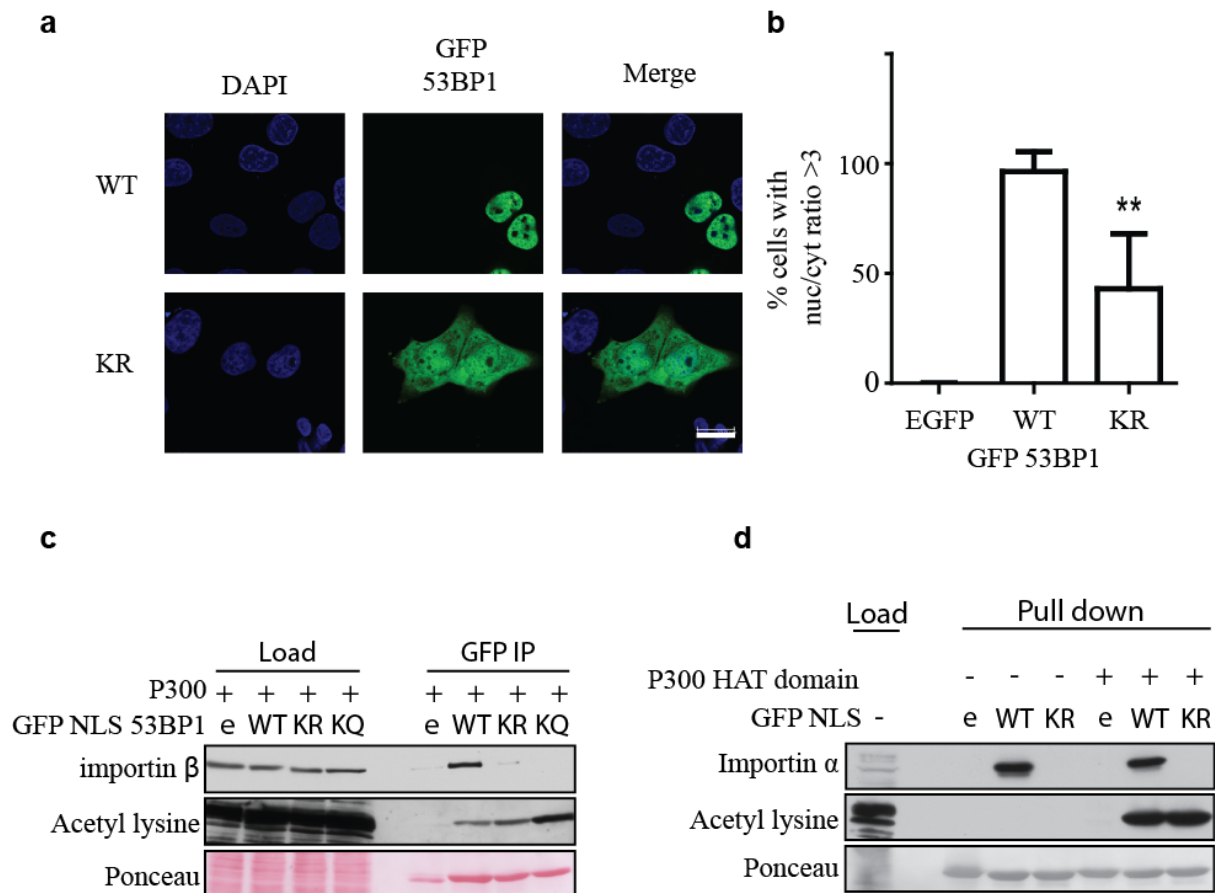 a
GFP
53BP1
DAPI
Merge
WT
KR
b
% cells with
nuc/cyt ratio >3
100
50
0
**
EGFP WT KR
GFP 53BP1
c
Load GFP IP
P300 + + + + + + + +
GFP NLS 53BP1 e WT KR KQ e WT KR KQ
importin β
Acetyl lysine
Ponceau
d
Load Pull down
P300 HAT domain - - - + + +
GFP NLS - e WT KR e WT KR
Importin α
Acetyl lysine
Ponceau